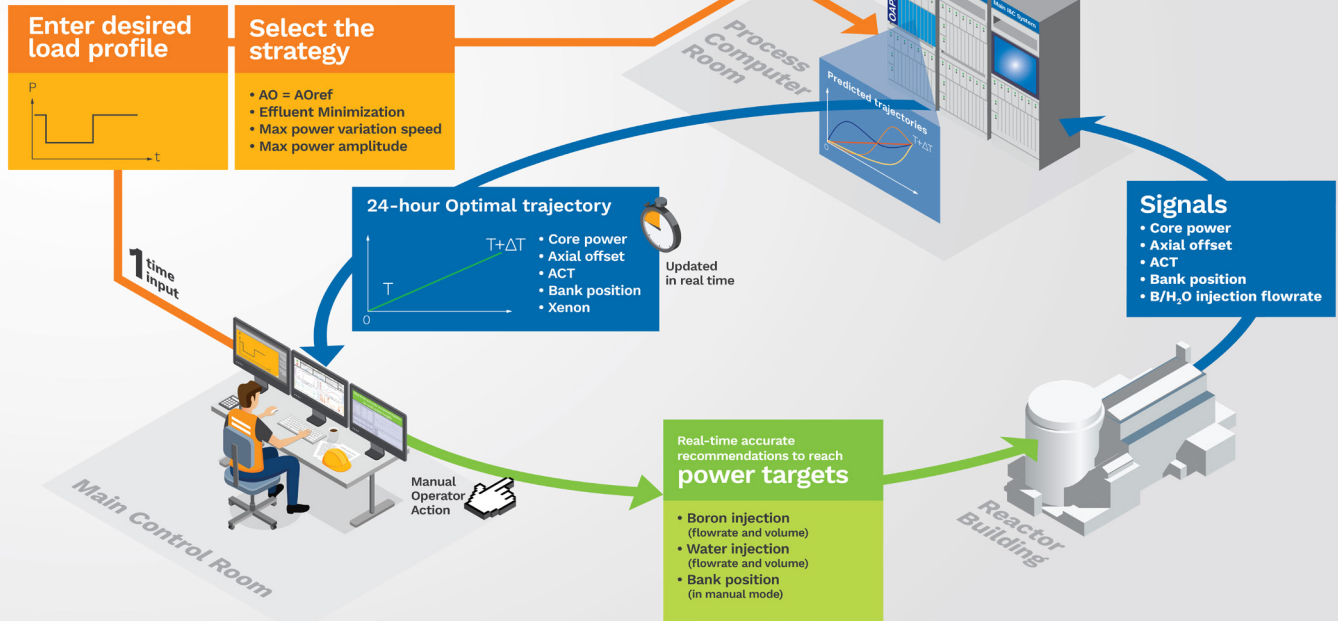 Enter desired
load profile
P
t
Select the
strategy
• AO = AOref
• Effluent Minimization
• Max power variation speed
• Max power amplitude
Process
Computer
Room
Main I&C System
Predicted trajectories
T+ΔT
0
24-hour Optimal trajectory
T+ΔT
T
0
• Core power
• Axial offset
• ACT
• Bank position
• Xenon
Updated
in real time
Signals
• Core power
• Axial offset
• ACT
• Bank position
• B/H₂O injection flowrate
1 time
input
Main Control Room
Manual
Operator
Action
Real-time accurate
recommendations to reach
power targets
• Boron injection
(flowrate and volume)
• Water injection
(flowrate and volume)
• Bank position
(in manual mode)
Reactor
Building